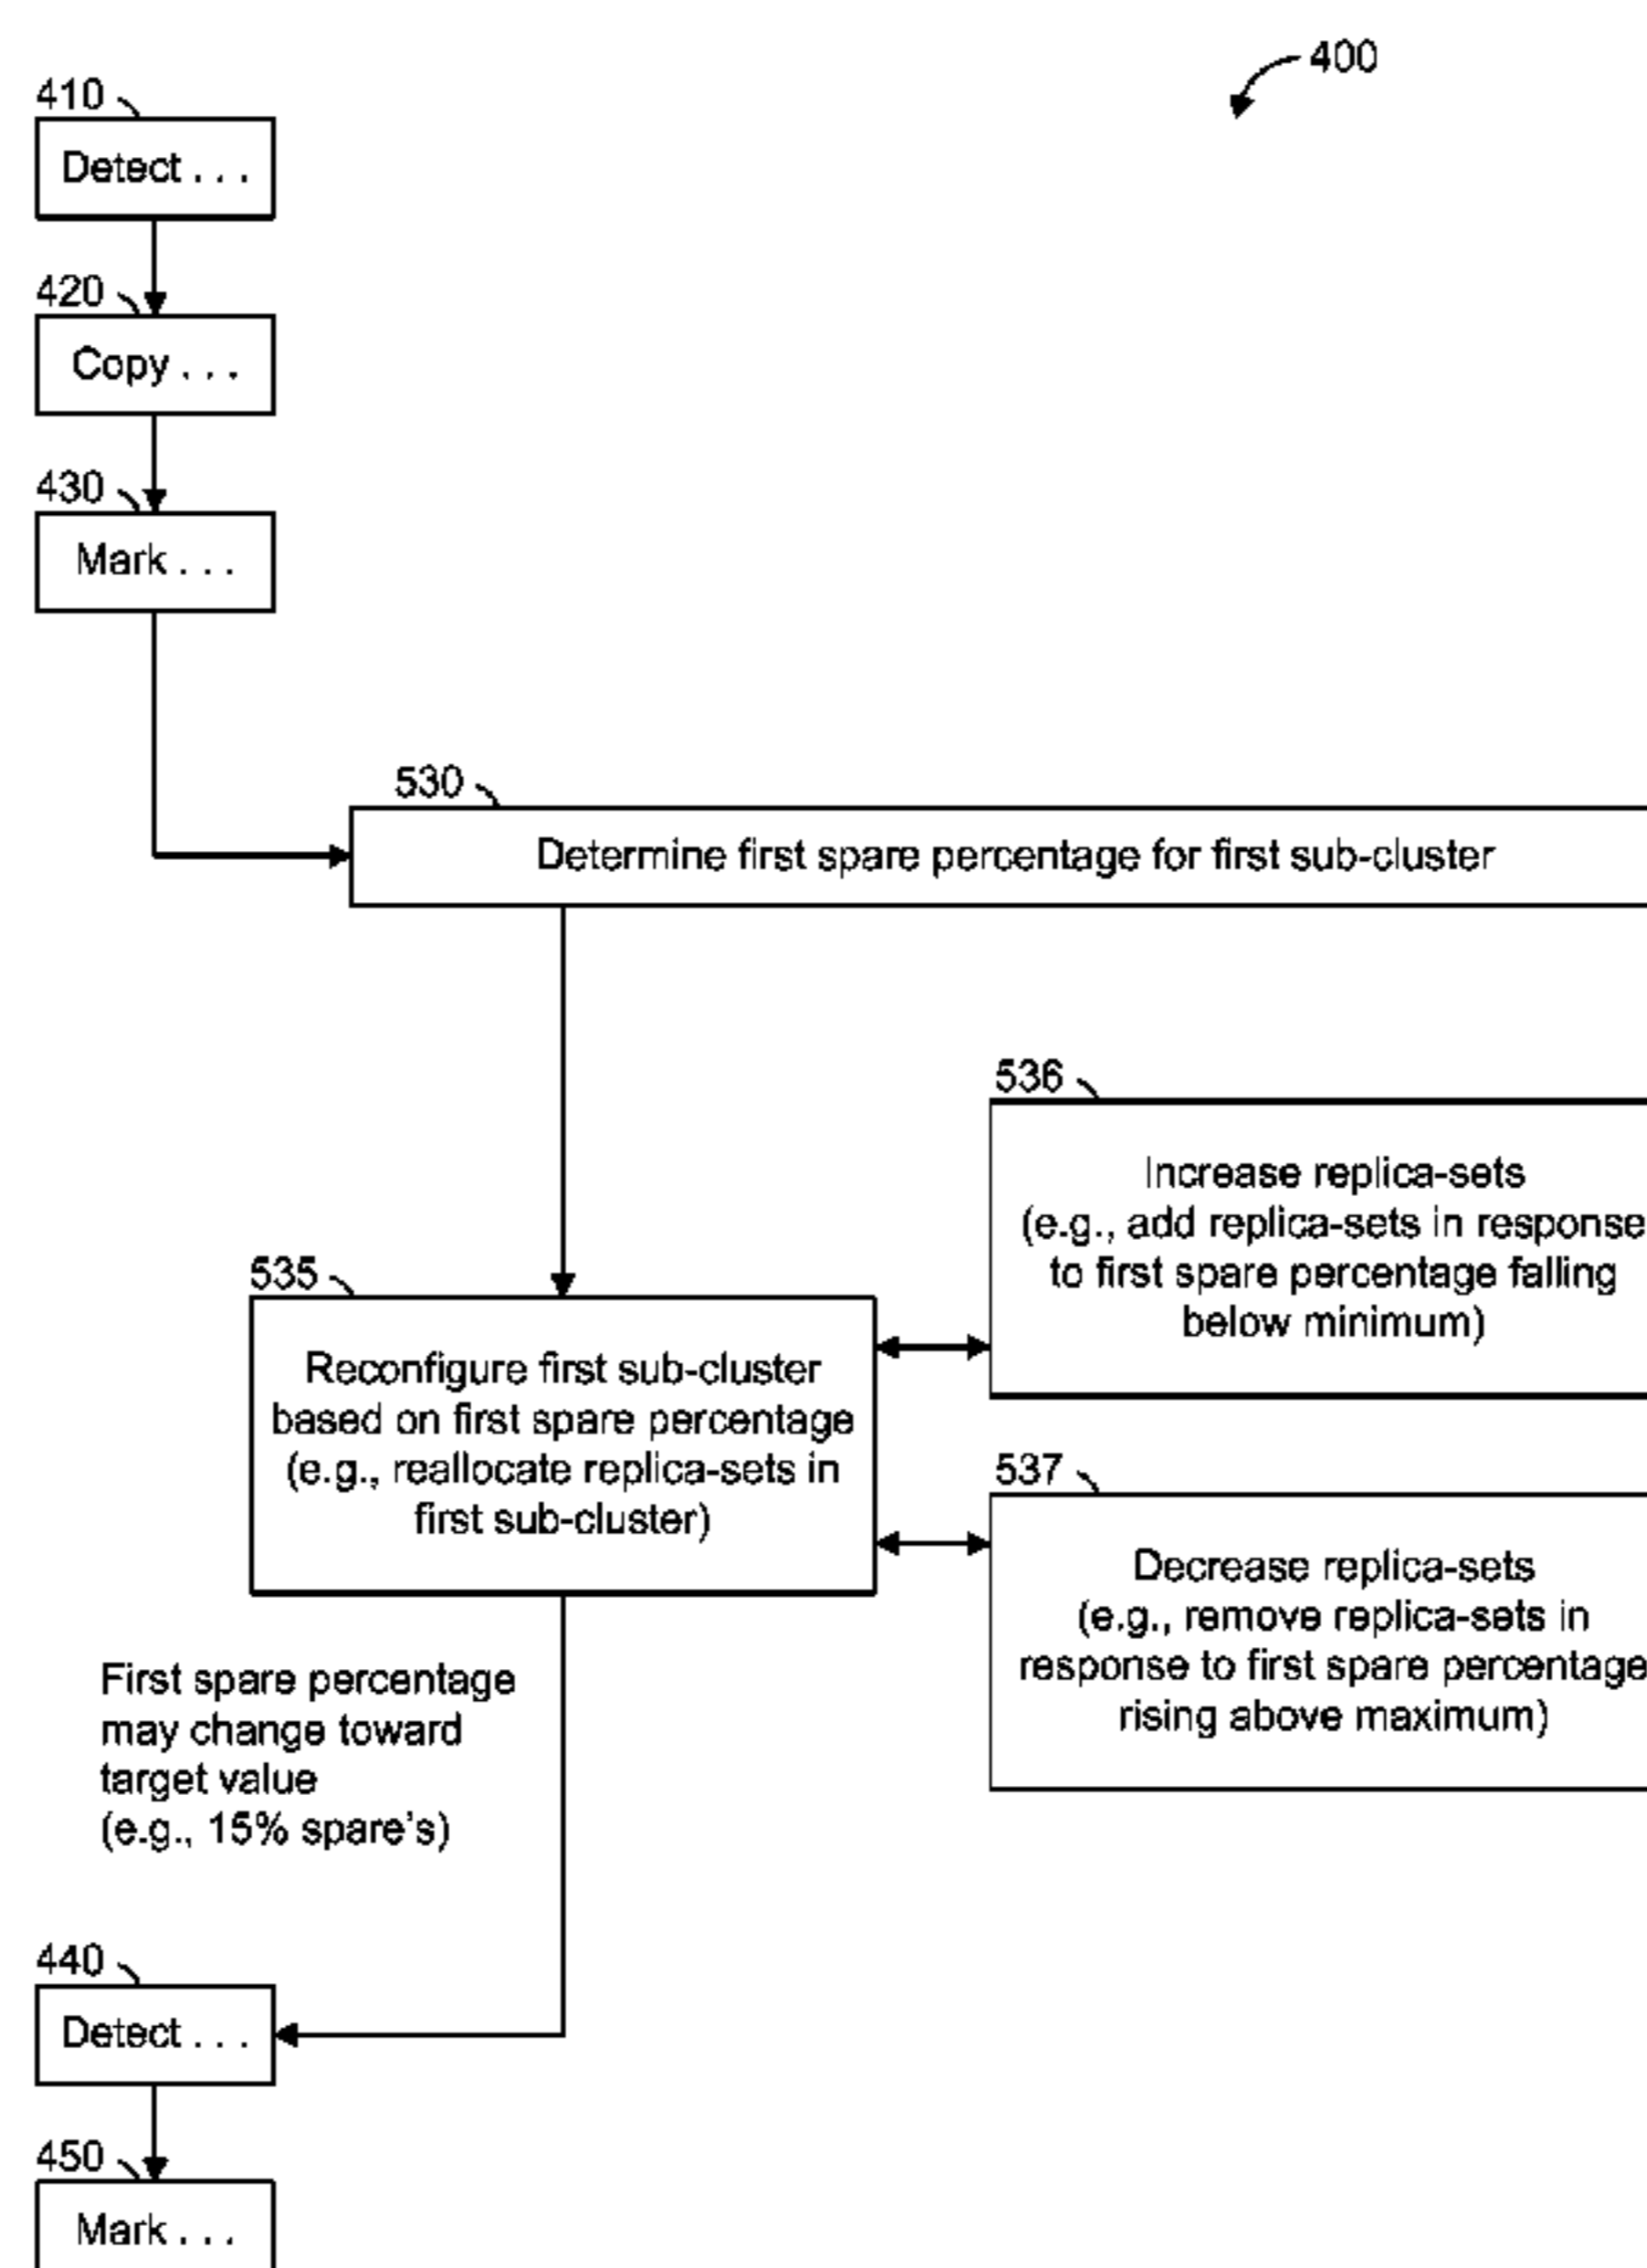 400
410
Detect . . .
420
Copy . . .
430
Mark . . .
530
Determine first spare percentage for first sub-cluster
536
Increase replica-sets
(e.g., add replica-sets in response
to first spare percentage falling
below minimum)
535
Reconfigure first sub-cluster
based on first spare percentage
(e.g., reallocate replica-sets in
first sub-cluster)
537
Decrease replica-sets
(e.g., remove replica-sets in
response to first spare percentage
rising above maximum)
First spare percentage
may change toward
target value
(e.g., 15% spare's)
440
Detect . . .
450
Mark . . .